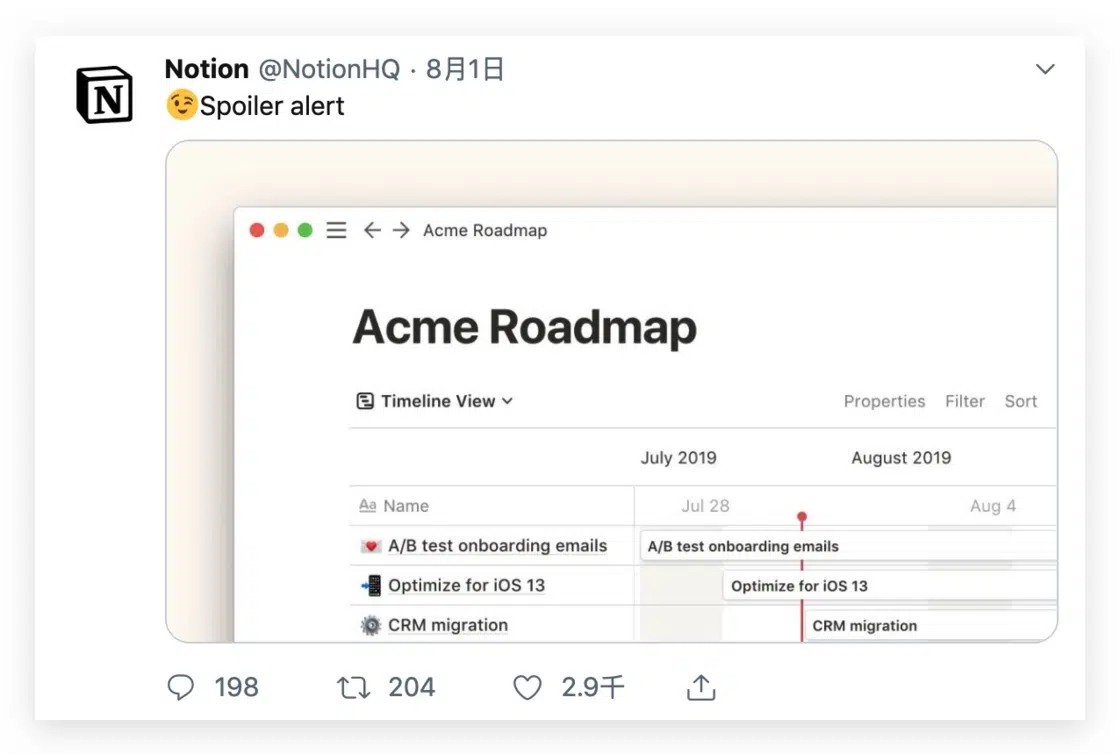 Notion @NotionHQ · 8月1日
😉Spoiler alert
Acme Roadmap
Acme Roadmap
Timeline View
Properties Filter Sort
July 2019 August 2019
Aa Name Jul 28 Aug 4
💌 A/B test onboarding emails A/B test onboarding emails
📲 Optimize for iOS 13 Optimize for iOS 13
⚙️ CRM migration CRM migration
198 204 2.9千